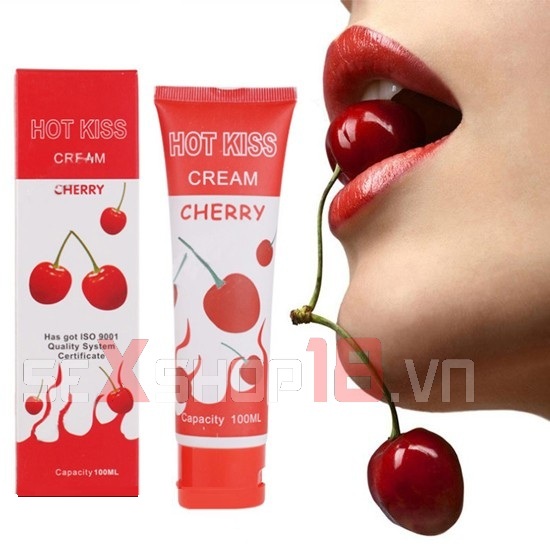 HOT KISS
CREAM
CHERRY
Has got ISO 9001
Quality System
Certificate
Capacity 100ML
HOT KISS
CREAM
CHERRY
Capacity 100ML
sexshop18.vn